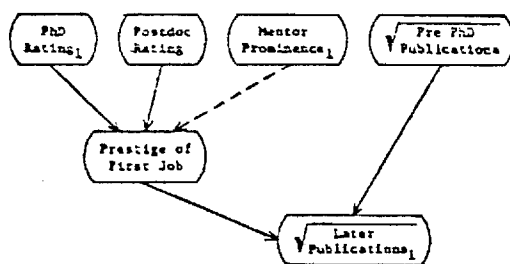 PhD
Rating₁
Postdoc
Rating
Mentor
Prominence₁
√Pre PhD
Publications
Prestige of
First Job
√Later
Publications₁